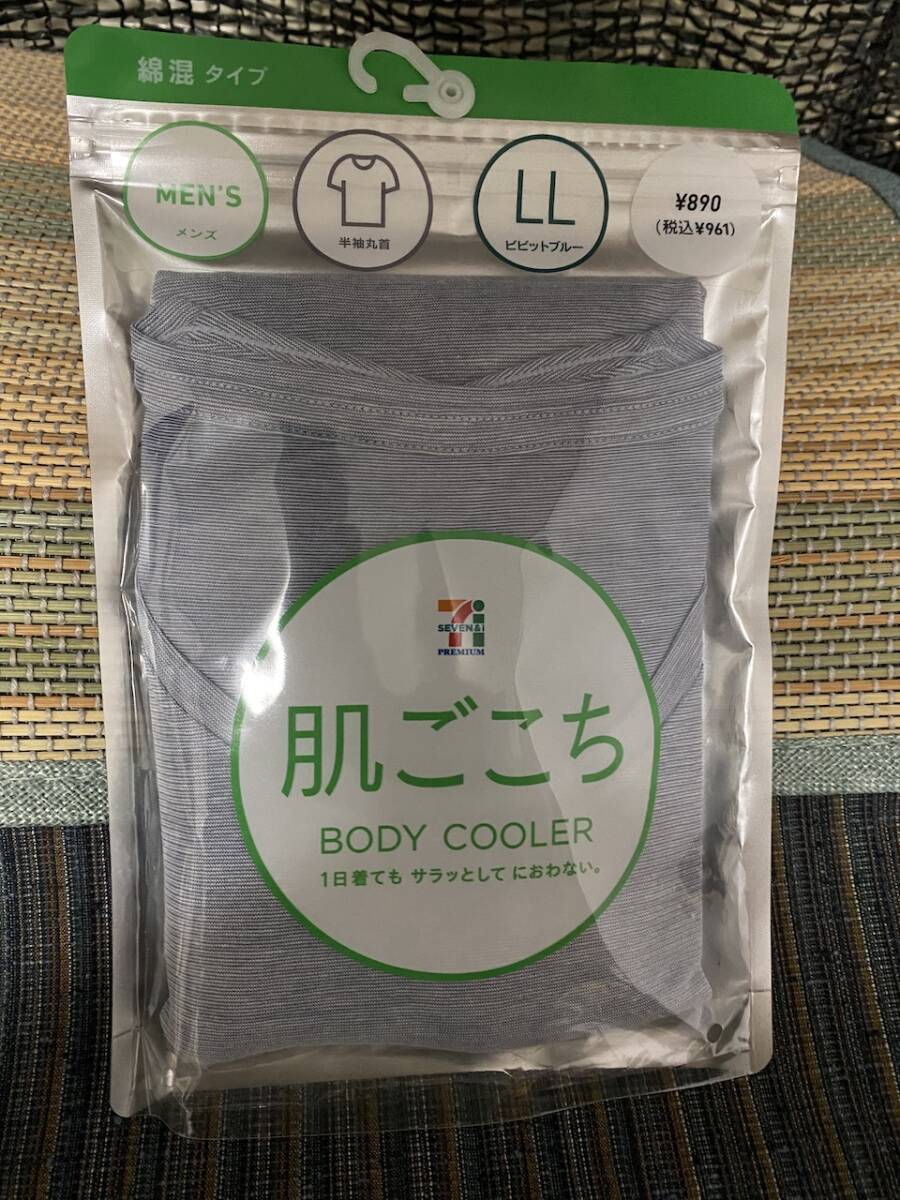 綿混 タイプ
MEN'S
メンズ
半袖丸首
LL
ビビットブルー
¥890
(税込¥961)
7i
SEVEN&i
PREMIUM
肌ごこち
BODY COOLER
1日着ても サラッとして におわない。